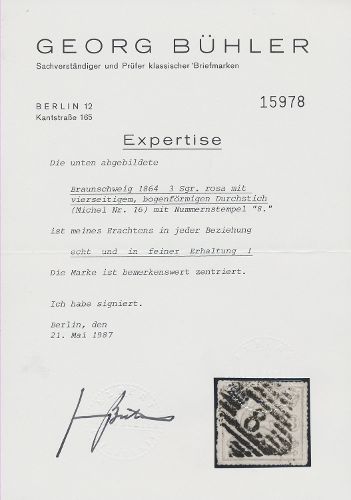 GEORG BÜHLER
Sachverständiger und Prüfer klassischer Briefmarken
BERLIN 12
Kantstraße 165
15978
Expertise
Die unten abgebildete
Braunschweig 1864 3 Sgr. rosa mit
vierseitigem, bogenförmigen Durchstich
(Michel Nr. 16) mit Nummernstempel "8."
ist meines Erachtens in jeder Beziehung
echt und in feiner Erhaltung !
Die Marke ist bemerkenswert zentriert.
Ich habe signiert.
Berlin, den
21. Mai 1987
8